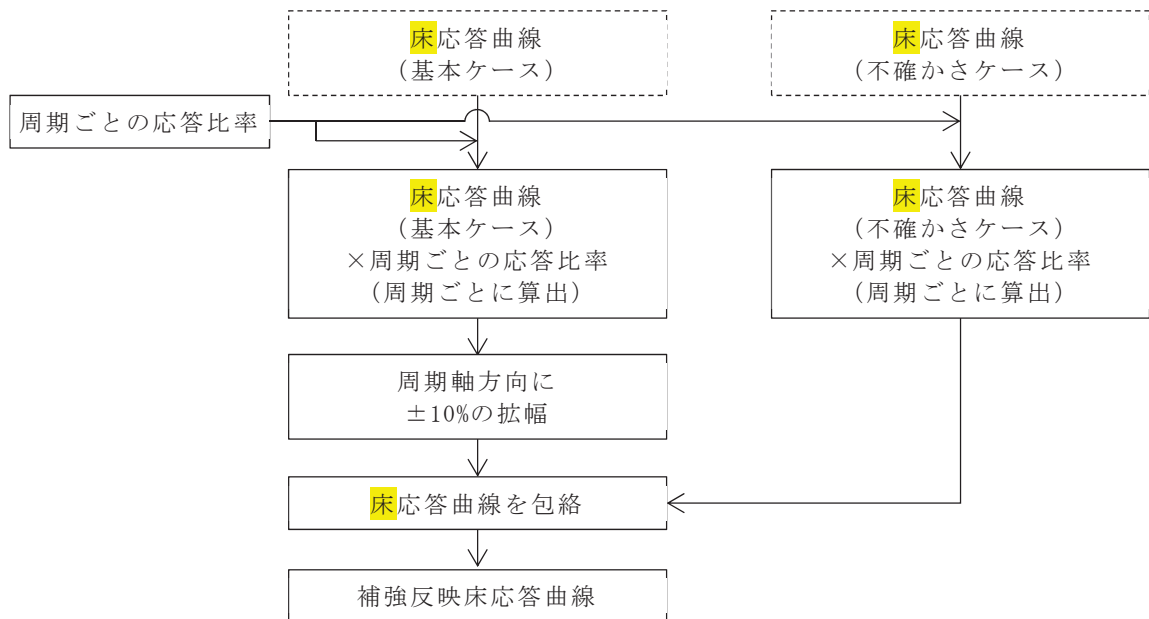 床応答曲線
（基本ケース）
床応答曲線
（不確かさケース）
周期ごとの応答比率
床応答曲線
（基本ケース）
×周期ごとの応答比率
（周期ごとに算出）
床応答曲線
（不確かさケース）
×周期ごとの応答比率
（周期ごとに算出）
周期軸方向に
±10%の拡幅
床応答曲線を包絡
補強反映床応答曲線